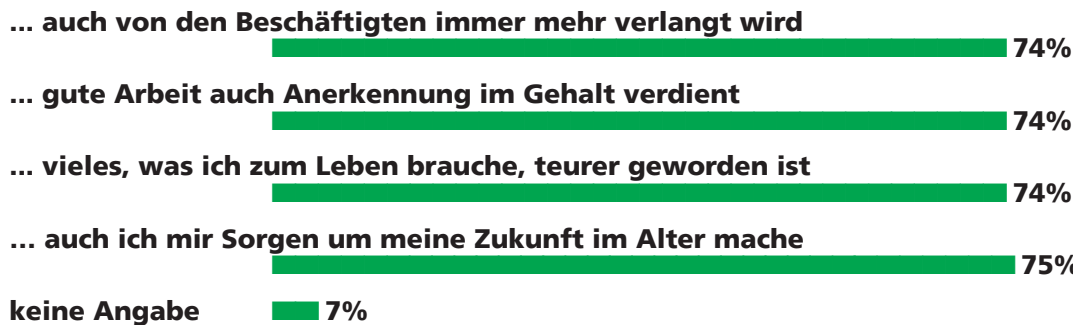 ... auch von den Beschäftigten immer mehr verlangt wird
74%
... gute Arbeit auch Anerkennung im Gehalt verdient
74%
... vieles, was ich zum Leben brauche, teurer geworden ist
74%
... auch ich mir Sorgen um meine Zukunft im Alter mache
75%
keine Angabe 7%